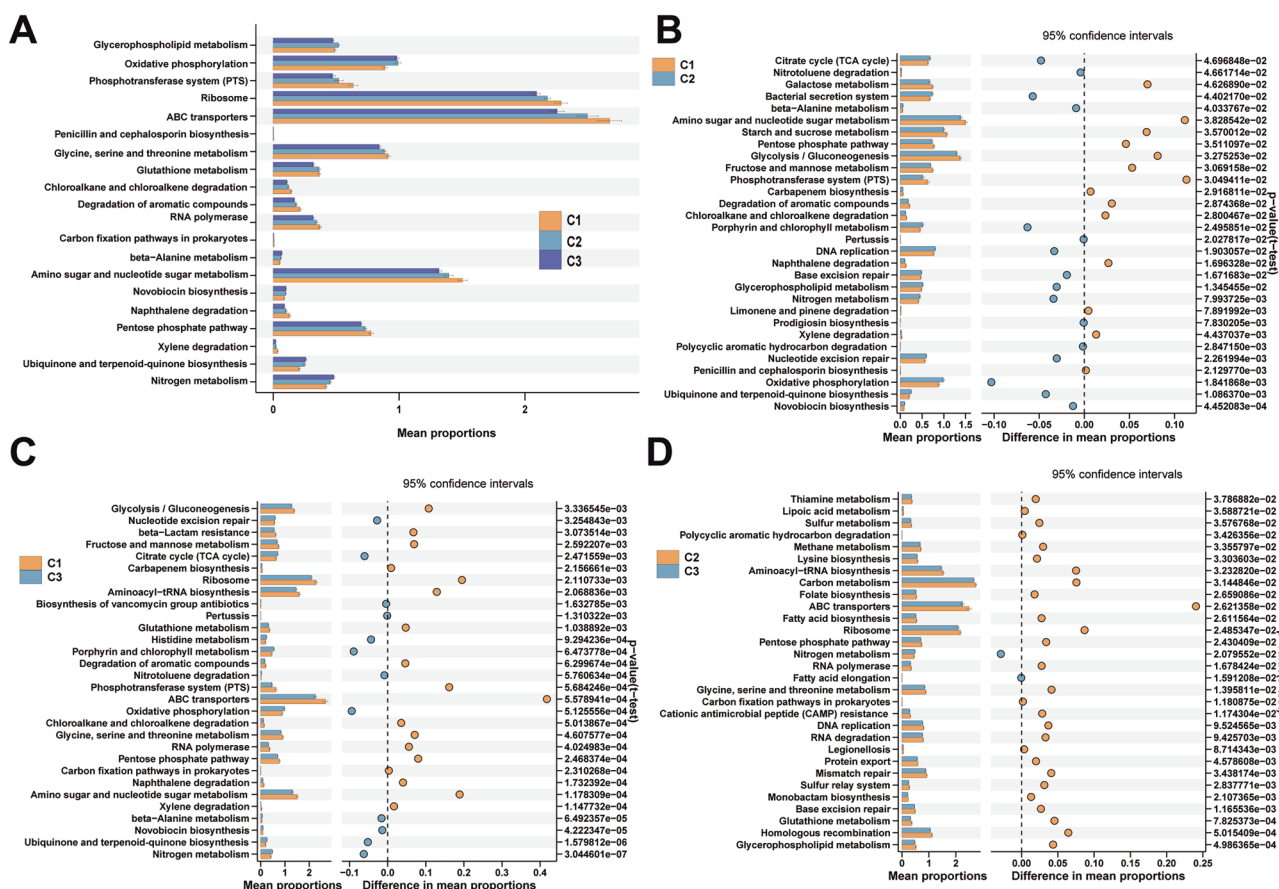 A
Glycerophospholipid metabolism
Oxidative phosphorylation
Phosphotransferase system (PTS)
Ribosome
ABC transporters
Penicillin and cephalosporin biosynthesis
Glycine, serine and threonine metabolism
Glutathione metabolism
Chloroalkane and chloroalkene degradation
Degradation of aromatic compounds
RNA polymerase
Carbon fixation pathways in prokaryotes
beta−Alanine metabolism
Amino sugar and nucleotide sugar metabolism
Novobiocin biosynthesis
Naphthalene degradation
Pentose phosphate pathway
Xylene degradation
Ubiquinone and terpenoid−quinone biosynthesis
Nitrogen metabolism
C1
C2
C3
0 1 2
Mean proportions
B
95% confidence intervals
C1
C2
Citrate cycle (TCA cycle) 4.696848e−02
Nitrotoluene degradation 4.661714e−02
Galactose metabolism 4.626890e−02
Bacterial secretion system 4.402170e−02
beta−Alanine metabolism 4.033767e−02
Amino sugar and nucleotide sugar metabolism 3.828542e−02
Starch and sucrose metabolism 3.570012e−02
Pentose phosphate pathway 3.511097e−02
Glycolysis / Gluconeogenesis 3.275253e−02
Fructose and mannose metabolism 3.069158e−02
Phosphotransferase system (PTS) 3.049411e−02
Carbapenem biosynthesis 2.916811e−02
Degradation of aromatic compounds 2.874368e−02
Chloroalkane and chloroalkene degradation 2.800467e−02
Porphyrin and chlorophyll metabolism 2.495851e−02
Pertussis 2.027817e−02
DNA replication 1.903057e−02
Naphthalene degradation 1.696328e−02
Base excision repair 1.671683e−02
Glycerophospholipid metabolism 1.345455e−02
Nitrogen metabolism 7.993725e−03
Limonene and pinene degradation 7.891992e−03
Prodigiosin biosynthesis 7.830205e−03
Xylene degradation 4.437037e−03
Polycyclic aromatic hydrocarbon degradation 2.847150e−03
Nucleotide excision repair 2.261994e−03
Penicillin and cephalosporin biosynthesis 2.129770e−03
Oxidative phosphorylation 1.841868e−03
Ubiquinone and terpenoid−quinone biosynthesis 1.086370e−03
Novobiocin biosynthesis 4.452083e−04
p−value(t−test)
0 0.5 1.0 1.5 −0.10 −0.05 0.00 0.05 0.10
Mean proportions Difference in mean proportions
C
95% confidence intervals
C1
C3
Glycolysis / Gluconeogenesis 3.336545e−03
Nucleotide excision repair 3.254843e−03
beta−Lactam resistance 3.073514e−03
Fructose and mannose metabolism 2.592207e−03
Citrate cycle (TCA cycle) 2.471559e−03
Carbapenem biosynthesis 2.156661e−03
Ribosome 2.110733e−03
Aminoacyl−tRNA biosynthesis 2.068836e−03
Biosynthesis of vancomycin group antibiotics 1.632785e−03
Pertussis 1.310322e−03
Glutathione metabolism 1.038892e−03
Histidine metabolism 9.294236e−04
Porphyrin and chlorophyll metabolism 6.473778e−04
Degradation of aromatic compounds 6.299674e−04
Nitrotoluene degradation 5.760634e−04
Phosphotransferase system (PTS) 5.684246e−04
ABC transporters 5.578941e−04
Oxidative phosphorylation 5.125556e−04
Chloroalkane and chloroalkene degradation 5.013867e−04
Glycine, serine and threonine metabolism 4.607577e−04
RNA polymerase 4.024983e−04
Pentose phosphate pathway 2.468374e−04
Carbon fixation pathways in prokaryotes 2.310268e−04
Naphthalene degradation 1.732392e−04
Amino sugar and nucleotide sugar metabolism 1.178309e−04
Xylene degradation 1.147732e−04
beta−Alanine metabolism 6.492357e−05
Novobiocin biosynthesis 4.222347e−05
Ubiquinone and terpenoid−quinone biosynthesis 1.579812e−06
Nitrogen metabolism 3.044601e−07
p−value(t−test)
0 1 2 −0.1 0.0 0.1 0.2 0.3 0.4
Mean proportions Difference in mean proportions
D
95% confidence intervals
C2
C3
Thiamine metabolism 3.786882e−02
Lipoic acid metabolism 3.588721e−02
Sulfur metabolism 3.576768e−02
Polycyclic aromatic hydrocarbon degradation 3.426356e−02
Methane metabolism 3.355797e−02
Lysine biosynthesis 3.303603e−02
Aminoacyl−tRNA biosynthesis 3.232820e−02
Carbon metabolism 3.144846e−02
Folate biosynthesis 2.659086e−02
ABC transporters 2.621358e−02
Fatty acid biosynthesis 2.611564e−02
Ribosome 2.485347e−02
Pentose phosphate pathway 2.430409e−02
Nitrogen metabolism 2.079552e−02
RNA polymerase 1.678424e−02
Fatty acid elongation 1.591208e−02
Glycine, serine and threonine metabolism 1.395811e−02
Carbon fixation pathways in prokaryotes 1.180875e−02
Cationic antimicrobial peptide (CAMP) resistance 1.174304e−02
DNA replication 9.524565e−03
RNA degradation 9.425703e−03
Legionellosis 8.714343e−03
Protein export 4.578608e−03
Mismatch repair 3.438174e−03
Sulfur relay system 2.837771e−03
Monobactam biosynthesis 2.107365e−03
Base excision repair 1.165536e−03
Glutathione metabolism 7.825373e−04
Homologous recombination 5.015409e−04
Glycerophospholipid metabolism 4.986365e−04
0 1 2 0.00 0.05 0.10 0.15 0.20 0.25
Mean proportions Difference in mean proportions